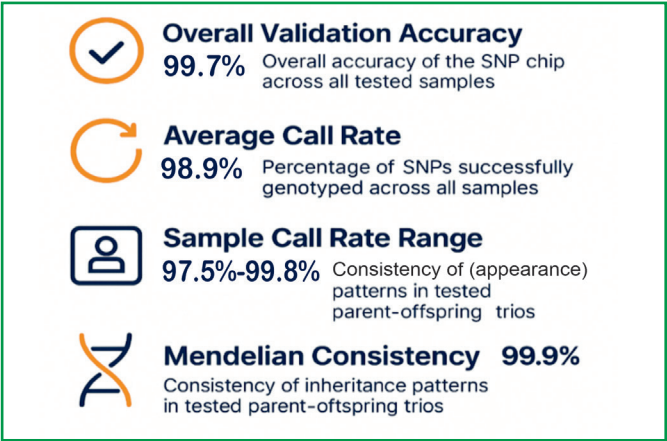 Overall Validation Accuracy
99.7% Overall accuracy of the SNP chip
across all tested samples
Average Call Rate
98.9% Percentage of SNPs successfully
genotyped across all samples
Sample Call Rate Range
97.5%-99.8% Consistency of (appearance)
patterns in tested
parent-offspring trios
Mendelian Consistency 99.9%
Consistency of inheritance patterns
in tested parent-oftspring trios